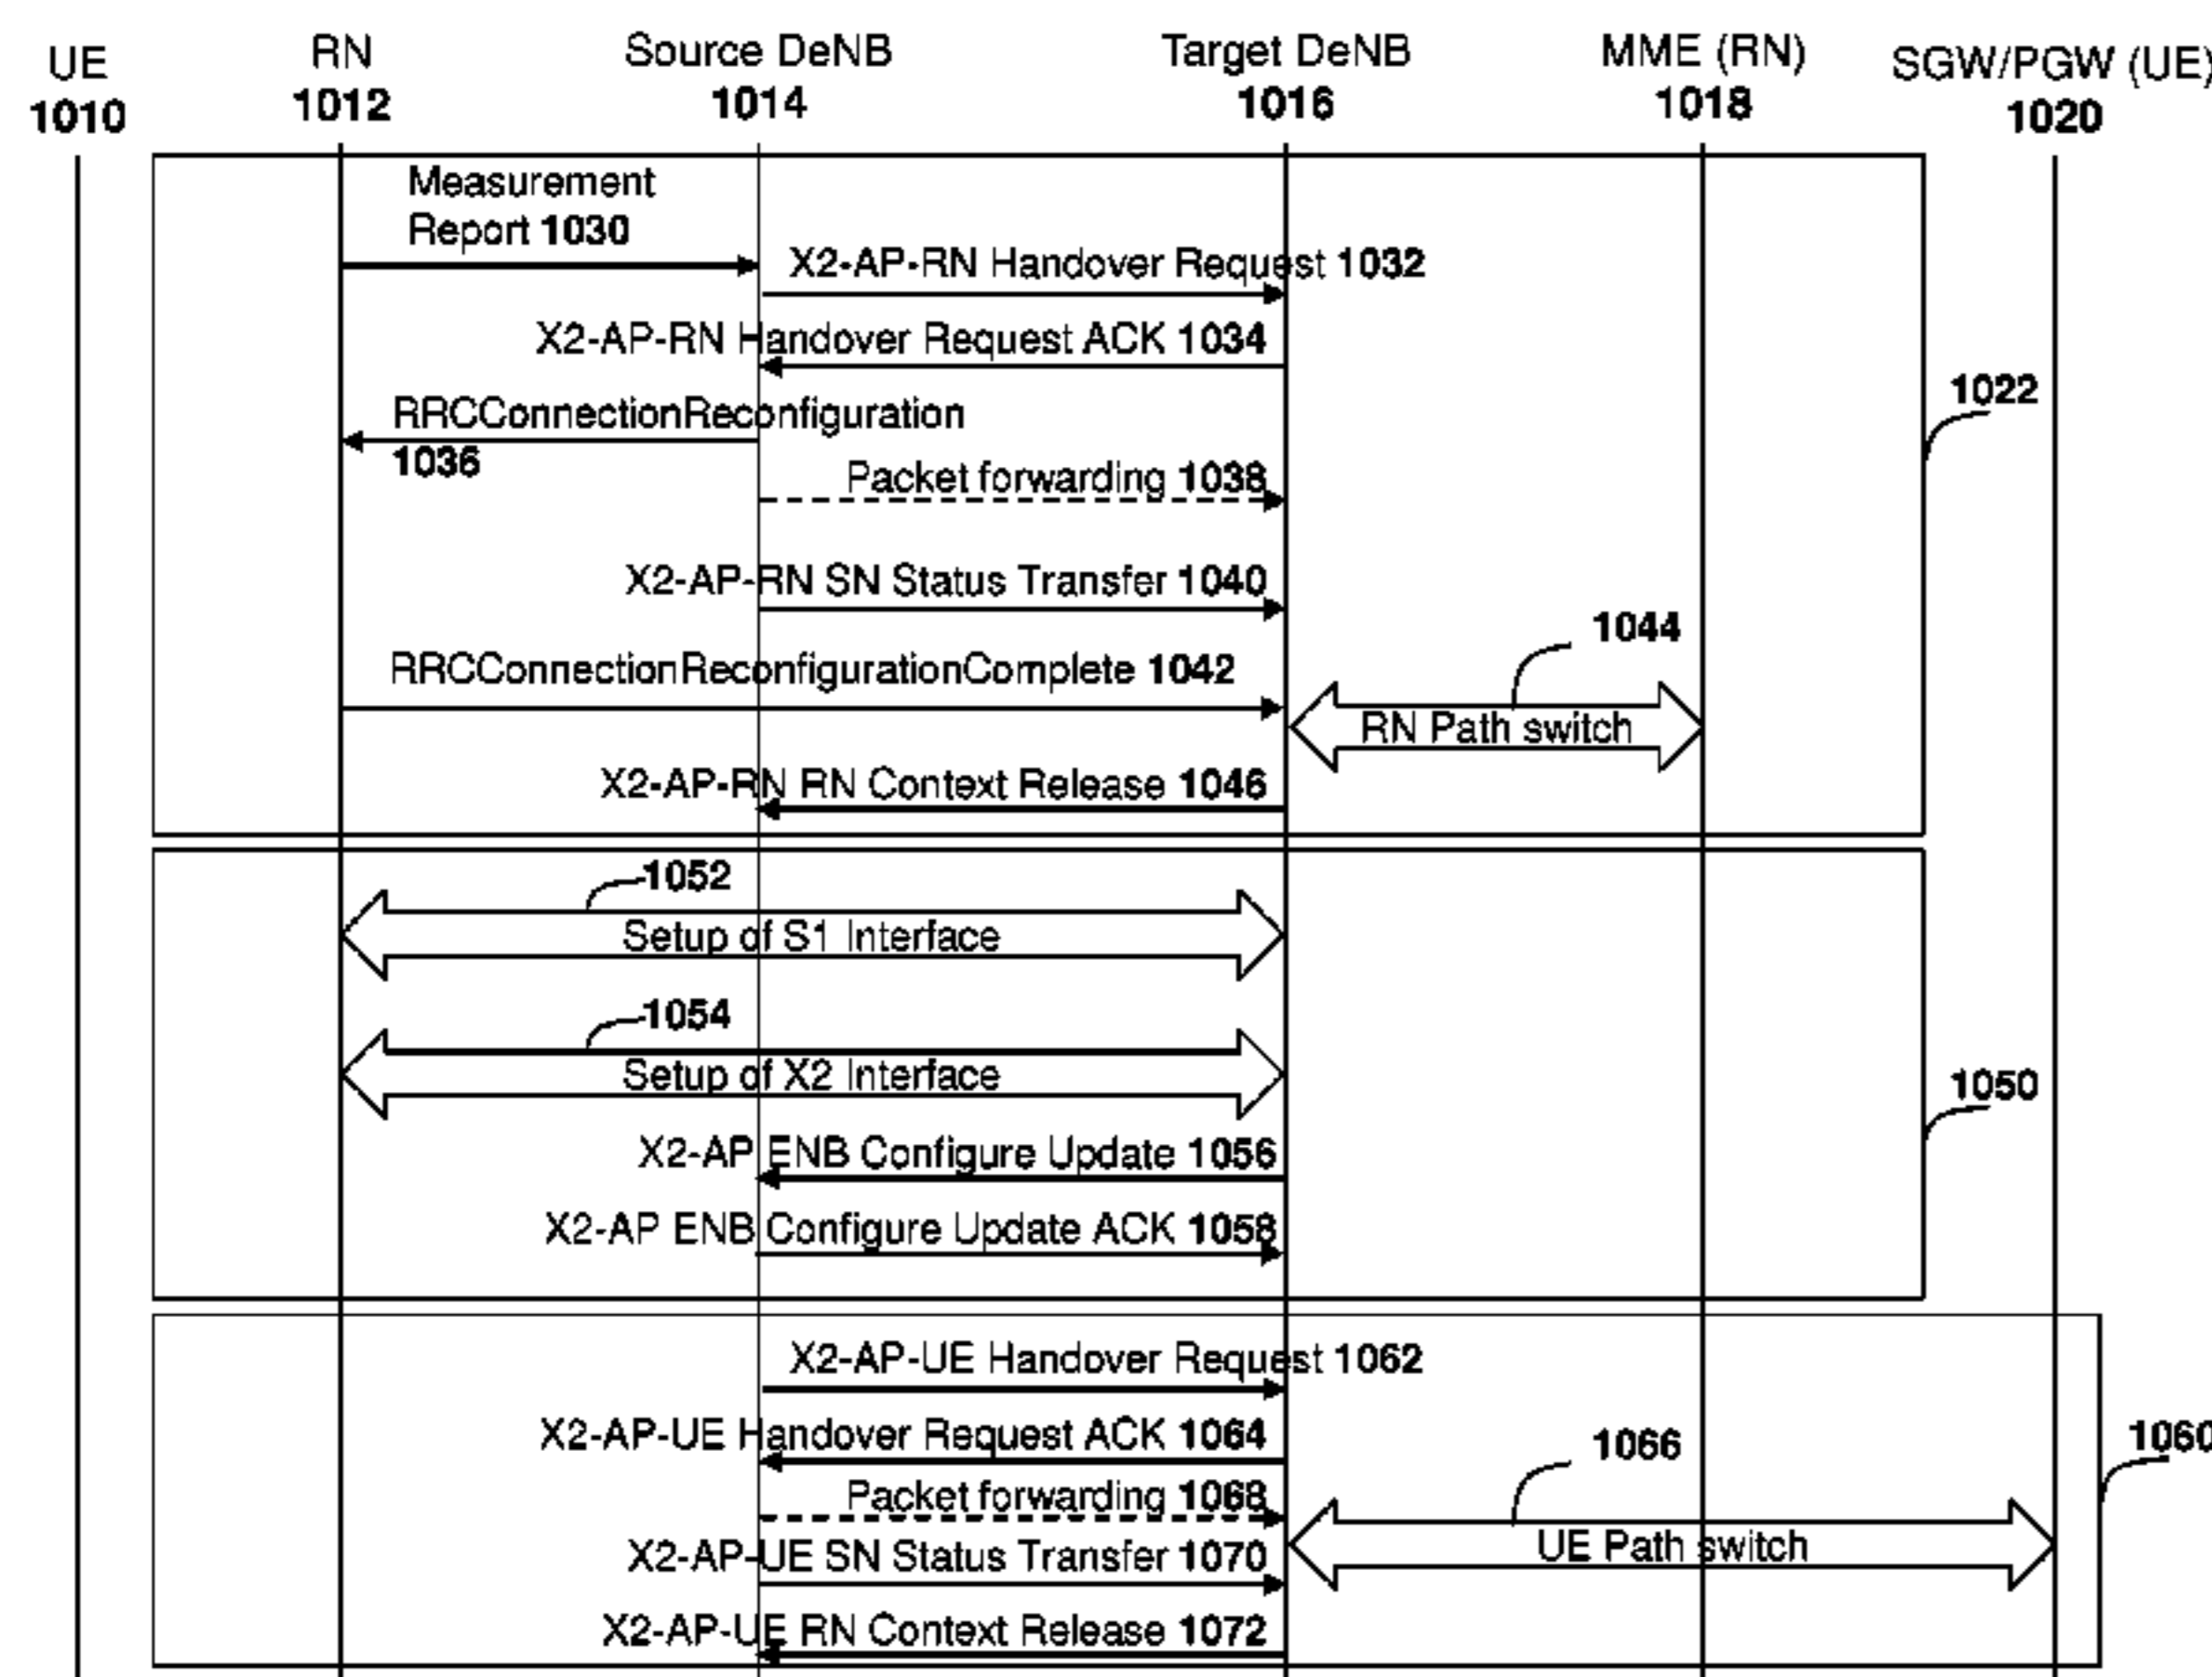 UE
1010
RN
1012
Source DeNB
1014
Target DeNB
1016
MME (RN)
1018
SGW/PGW (UE)
1020
Measurement
Report 1030
X2-AP-RN Handover Request 1032
X2-AP-RN Handover Request ACK 1034
1022
RRCConnectionReconfiguration
1036
Packet forwarding 1038
X2-AP-RN SN Status Transfer 1040
1044
RRCConnectionReconfigurationComplete 1042
RN Path switch
X2-AP-RN RN Context Release 1046
1052
Setup of S1 Interface
1054
Setup of X2 Interface
1050
X2-AP ENB Configure Update 1056
X2-AP ENB Configure Update ACK 1058
X2-AP-UE Handover Request 1062
X2-AP-UE Handover Request ACK 1064
1066
1060
Packet forwarding 1068
UE Path switch
X2-AP-UE SN Status Transfer 1070
X2-AP-UE RN Context Release 1072